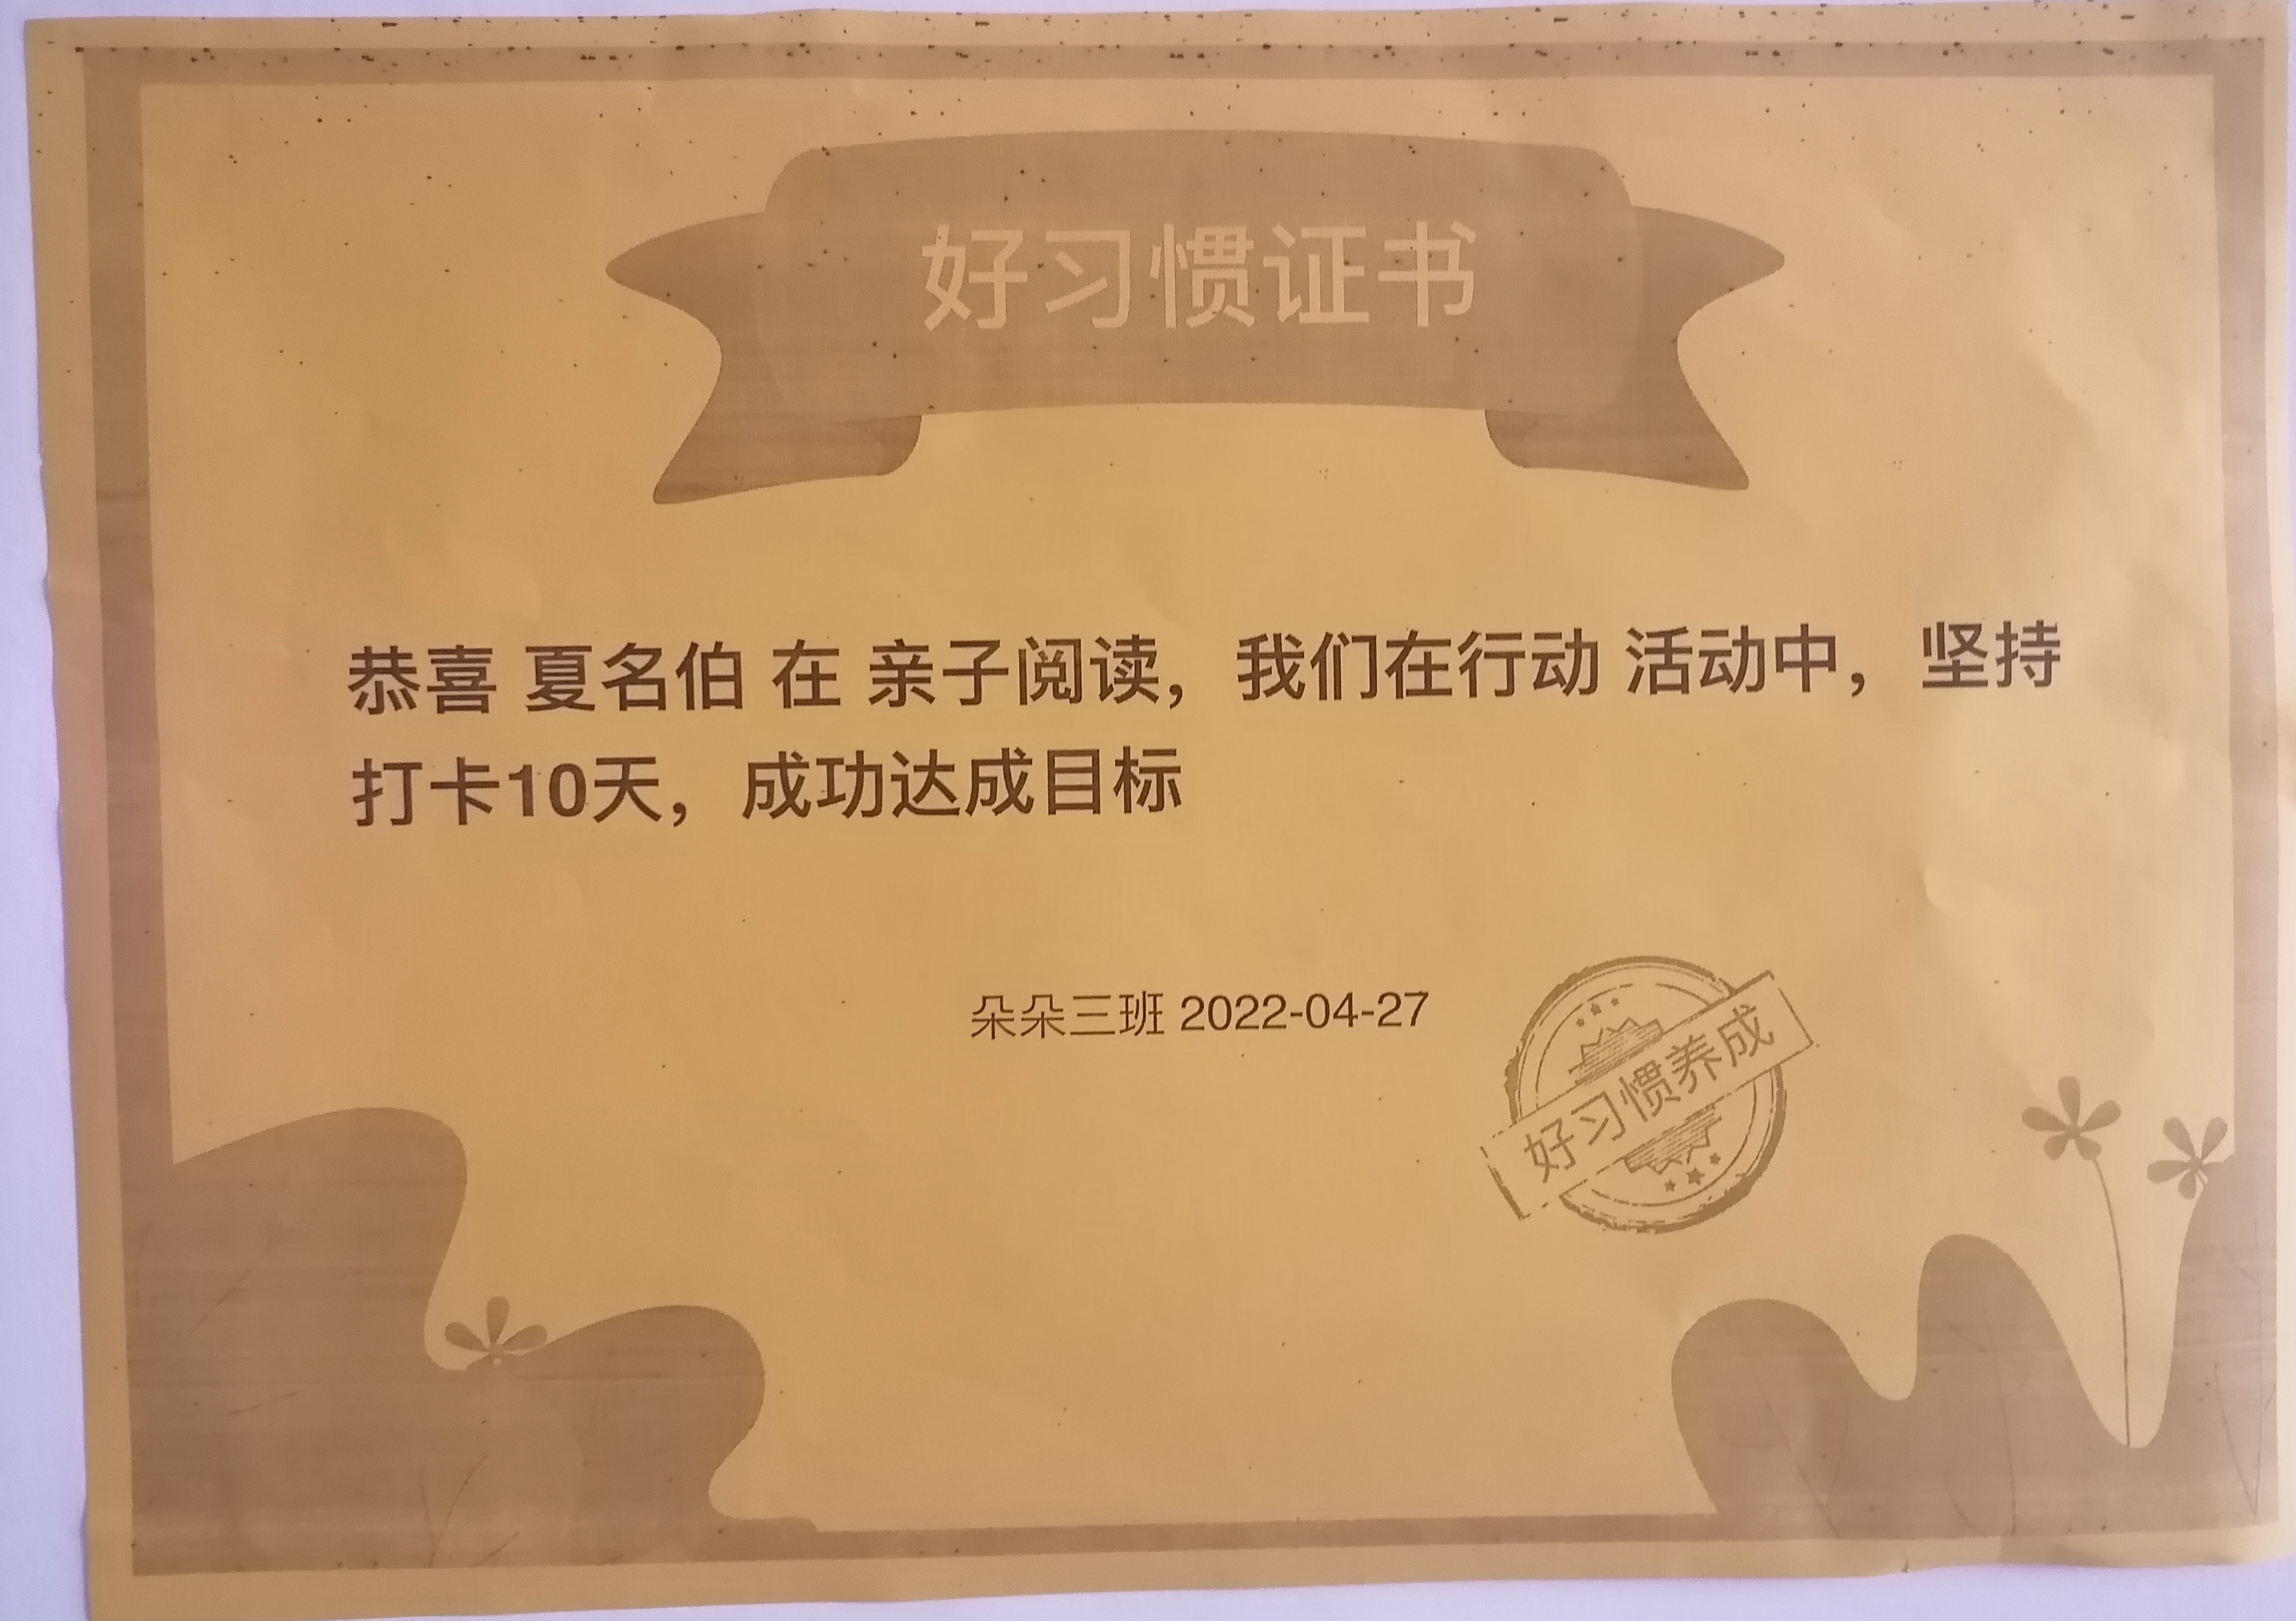 好习惯证书
恭喜 夏名伯 在 亲子阅读，我们在行动 活动中，坚持
打卡10天，成功达成目标
朵朵三班 2022-04-27
好习惯养成